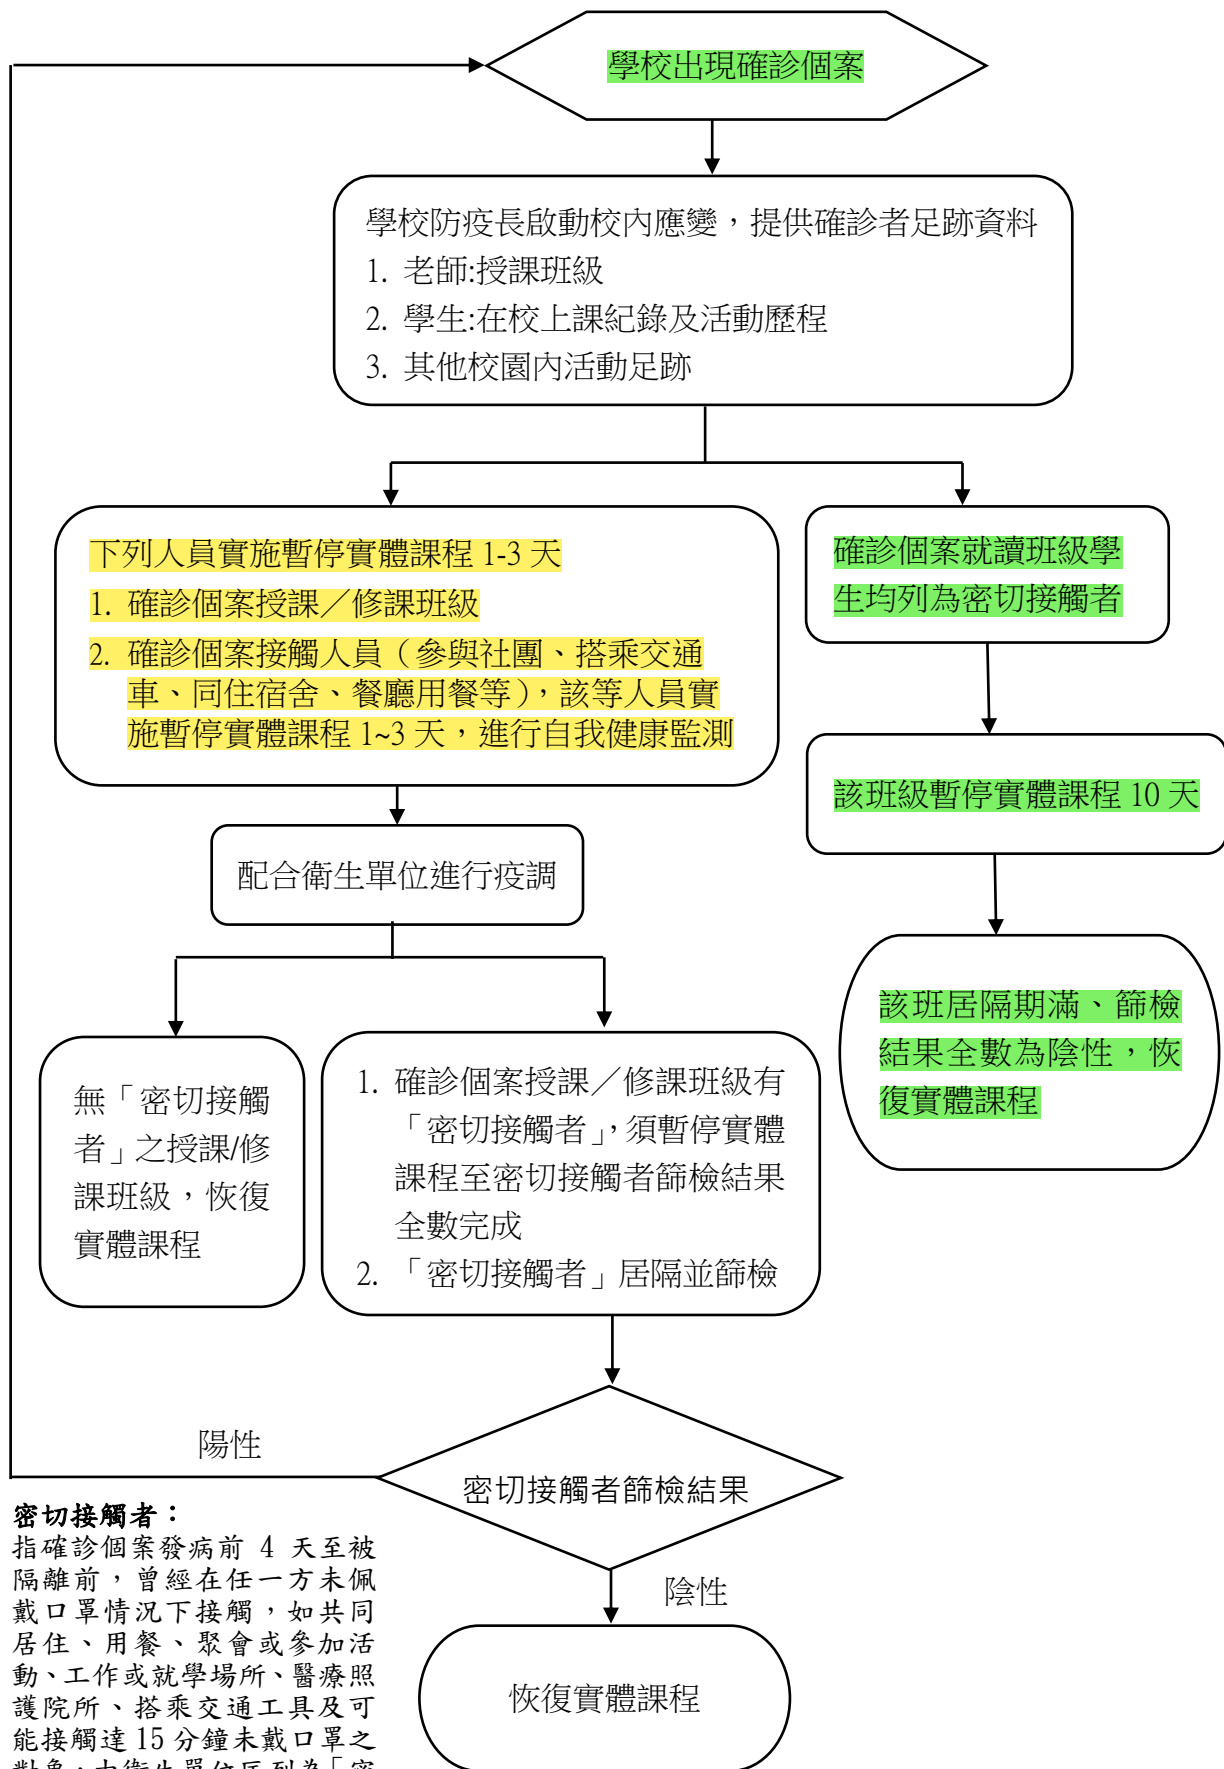 學校出現確診個案
學校防疫長啟動校內應變，提供確診者足跡資料
1. 老師:授課班級
2. 學生:在校上課紀錄及活動歷程
3. 其他校園內活動足跡
下列人員實施暫停實體課程 1-3 天
1. 確診個案授課／修課班級
2. 確診個案接觸人員（參與社團、搭乘交通
車、同住宿舍、餐廳用餐等），該等人員實
施暫停實體課程 1~3 天，進行自我健康監測
確診個案就讀班級學
生均列為密切接觸者
該班級暫停實體課程 10 天
該班居隔期滿、篩檢
結果全數為陰性，恢
復實體課程
配合衛生單位進行疫調
無「密切接觸
者」之授課/修
課班級，恢復
實體課程
1. 確診個案授課／修課班級有
「密切接觸者」，須暫停實體
課程至密切接觸者篩檢結果
全數完成
2. 「密切接觸者」居隔並篩檢
陽性
密切接觸者篩檢結果
陰性
恢復實體課程
密切接觸者：
指確診個案發病前 4 天至被
隔離前，曾經在任一方未佩
戴口罩情況下接觸，如共同
居住、用餐、聚會或參加活
動、工作或就學場所、醫療照
護院所、搭乘交通工具及可
能接觸達 15 分鐘未戴口罩之
對象，由衛生單位匡列為「密